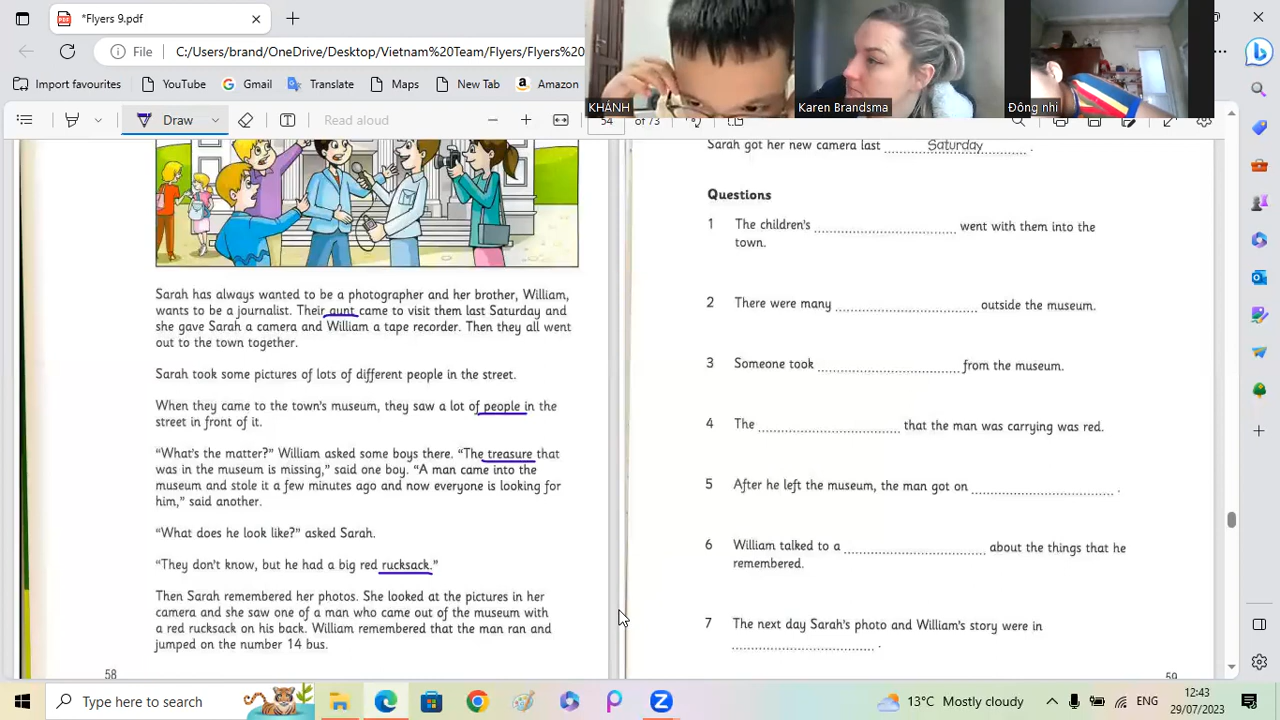 *Flyers 9.pdf
File
C:/Users/brand/OneDrive/Desktop/Vietnam%20Team/Flyers/Flyers%20
Import favourites
YouTube
Gmail
Translate
Downloads
New Tab
Amazon
KHÁNH
Karen Brandsma
Đông nhi
Draw
Read aloud
54
of 73
Sarah has always wanted to be a photographer and her brother, William,
wants to be a journalist. Their aunt came to visit them last Saturday and
she gave Sarah a camera and William a tape recorder. Then they all went
out to the town together.
Sarah took some pictures of lots of different people in the street.
When they came to the town's museum, they saw a lot of people in the
street in front of it.
"What's the matter?" William asked some boys there. "The treasure that
was in the museum is missing," said one boy. "A man came into the
museum and stole it a few minutes ago and now everyone is looking for
him," said another.
"What does he look like?" asked Sarah.
"They don't know, but he had a big red rucksack."
Then Sarah remembered her photos. She looked at the pictures in her
camera and she saw one of a man who came out of the museum with
a red rucksack on his back. William remembered that the man ran and
jumped on the number 14 bus.
58
Sarah got her new camera last Saturday .
Questions
1 The children's .................... went with them into the
town.
2 There were many .................... outside the museum.
3 Someone took .................... from the museum.
4 The .................... that the man was carrying was red.
5 After he left the museum, the man got on .................... .
6 William talked to a .................... about the things that he
remembered.
7 The next day Sarah's photo and William's story were in
.................... .
59
Type here to search
13°C Mostly cloudy
ENG
12:43
29/07/2023